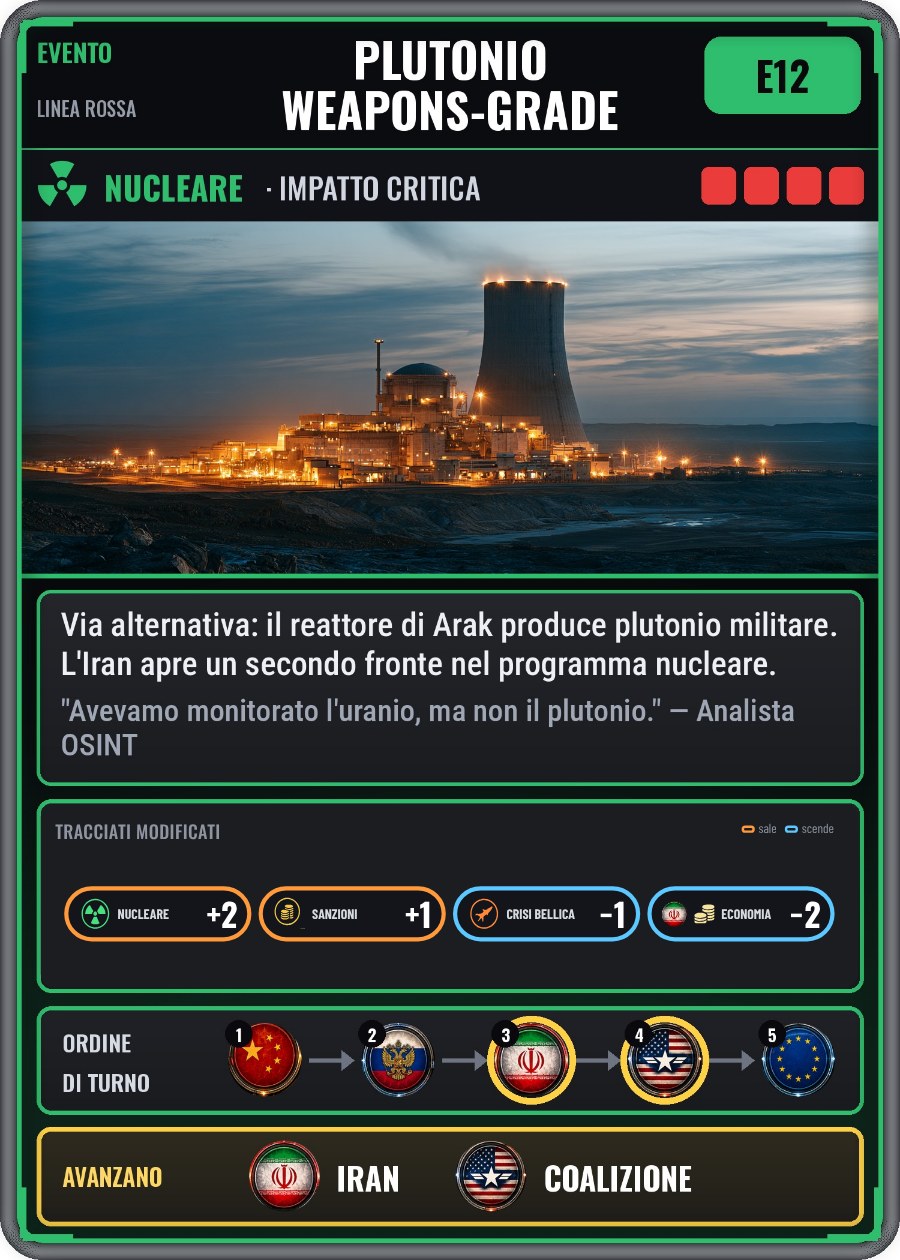 EVENTO
LINEA ROSSA
PLUTONIO
WEAPONS-GRADE
E12
NUCLEARE · IMPATTO CRITICA
Via alternativa: il reattore di Arak produce plutonio militare.
L'Iran apre un secondo fronte nel programma nucleare.
"Avevamo monitorato l'uranio, ma non il plutonio." — Analista
OSINT
TRACCIATI MODIFICATI
sale scende
NUCLEARE +2 SANZIONI +1 CRISI BELLICA −1 ECONOMIA −2
ORDINE
DI TURNO
1 2 3 4 5
AVANZANO IRAN COALIZIONE